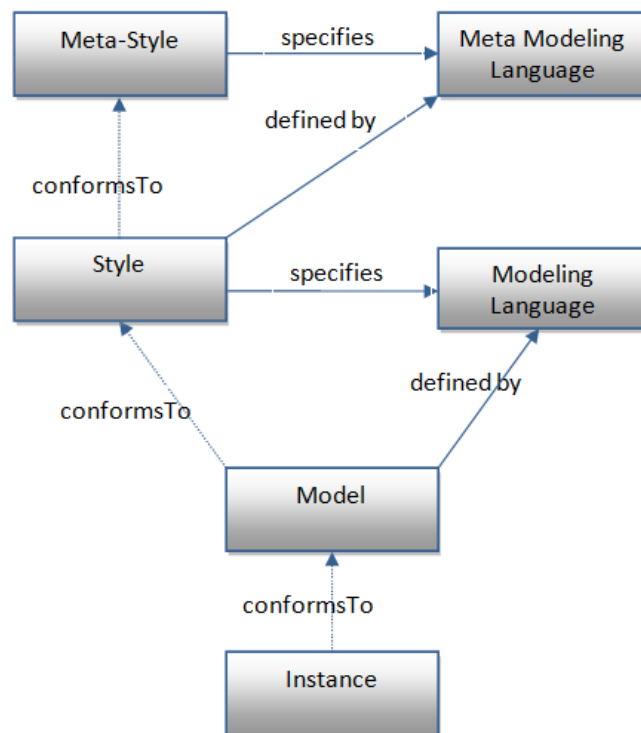 Meta-Style
specifies
Meta Modeling
Language
defined by
conformsTo
Style
specifies
Modeling
Language
defined by
conformsTo
Model
conformsTo
Instance